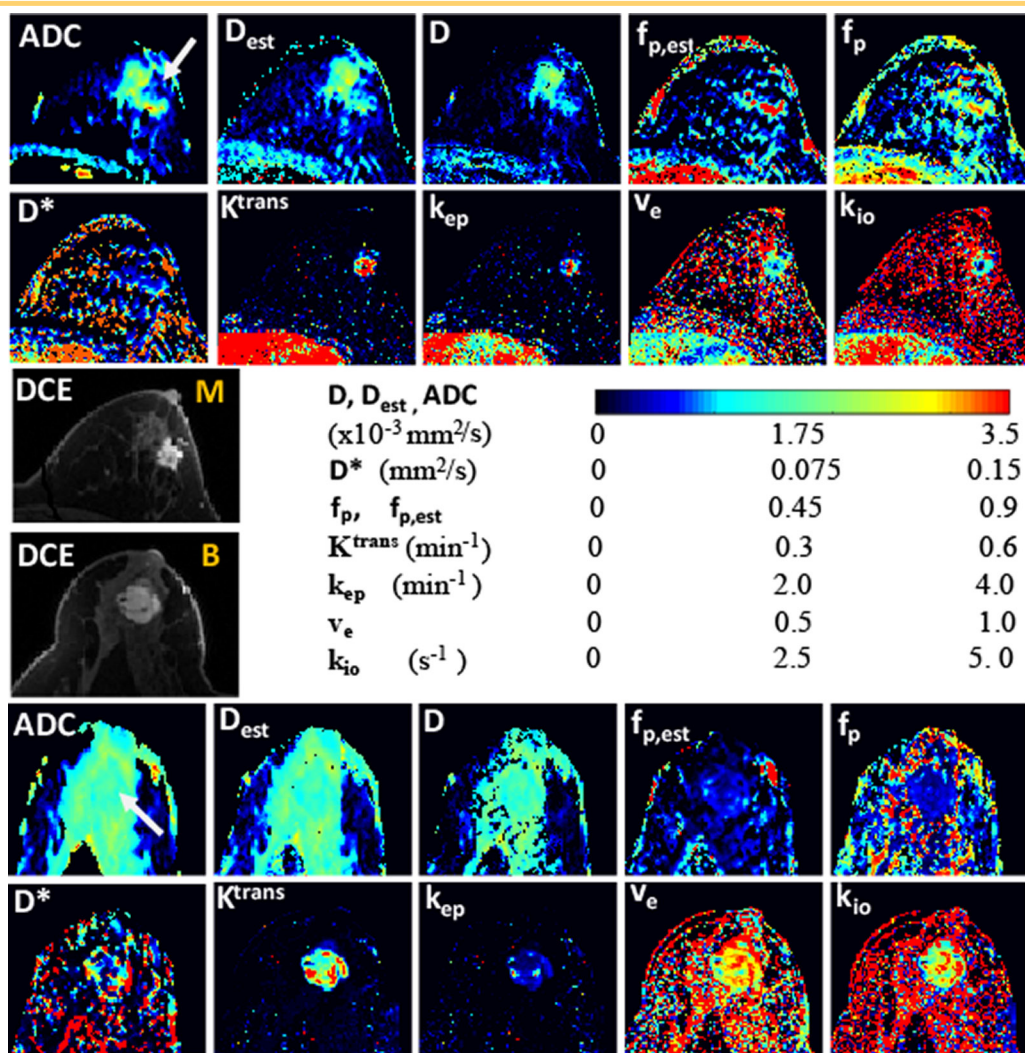 ADC D_est D f_p,est f_p
D* K^trans k_ep v_e k_io
DCE M
DCE B
D, D_est, ADC
(x10^-3 mm^2/s) 0 1.75 3.5
D* (mm^2/s) 0 0.075 0.15
f_p, f_p,est 0 0.45 0.9
K^trans (min^-1) 0 0.3 0.6
k_ep (min^-1) 0 2.0 4.0
v_e 0 0.5 1.0
k_io (s^-1) 0 2.5 5. 0
ADC D_est D f_p,est f_p
D* K^trans k_ep v_e k_io